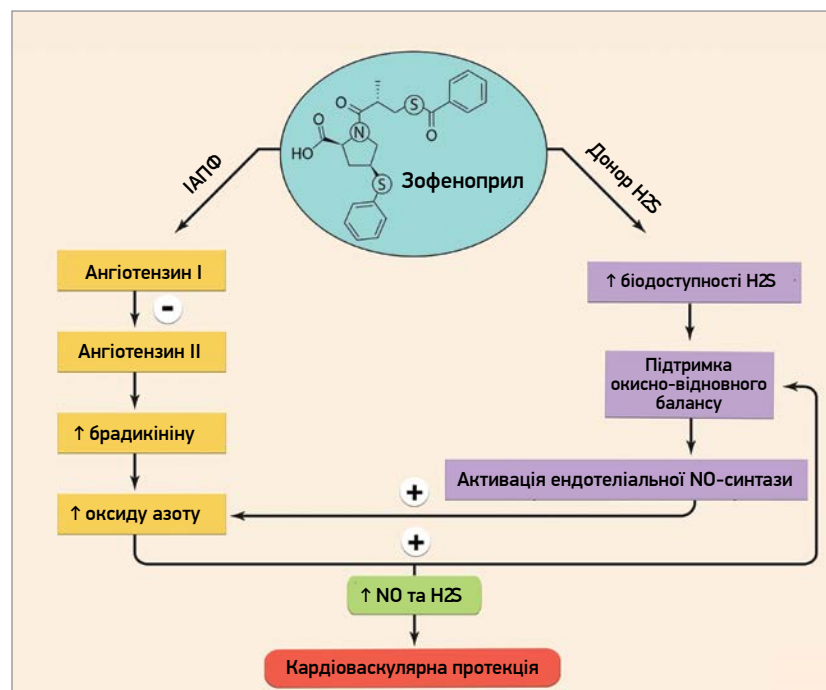 O
S
O
O
N
HO
S
Зофеноприл
ІАПФ
Донор H2S
Ангіотензин I
-
Ангіотензин II
↑ брадикініну
↑ оксиду азоту
↑ біодоступності H2S
Підтримка
окисно-відновного
балансу
Активація ендотеліальної NO-синтази
+
+
↑ NO та H2S
Кардіоваскулярна протекція